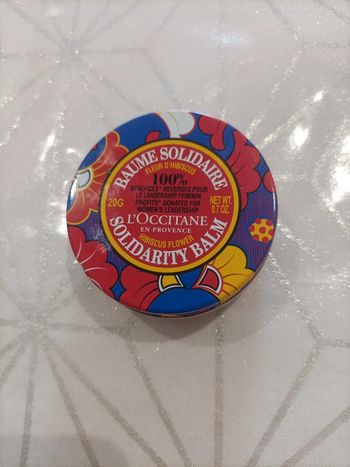 BAUME SOLIDAIRE
FLEUR D'HIBISCUS
100%
BÉNÉFICES* REVERSÉS POUR
LE LEADERSHIP FÉMININ
PROFITS* DONATED FOR
WOMEN'S LEADERSHIP
20G
NET WT.
0.7 OZ.
L'OCCITANE
EN PROVENCE
HIBISCUS FLOWER
SOLIDARITY BALM